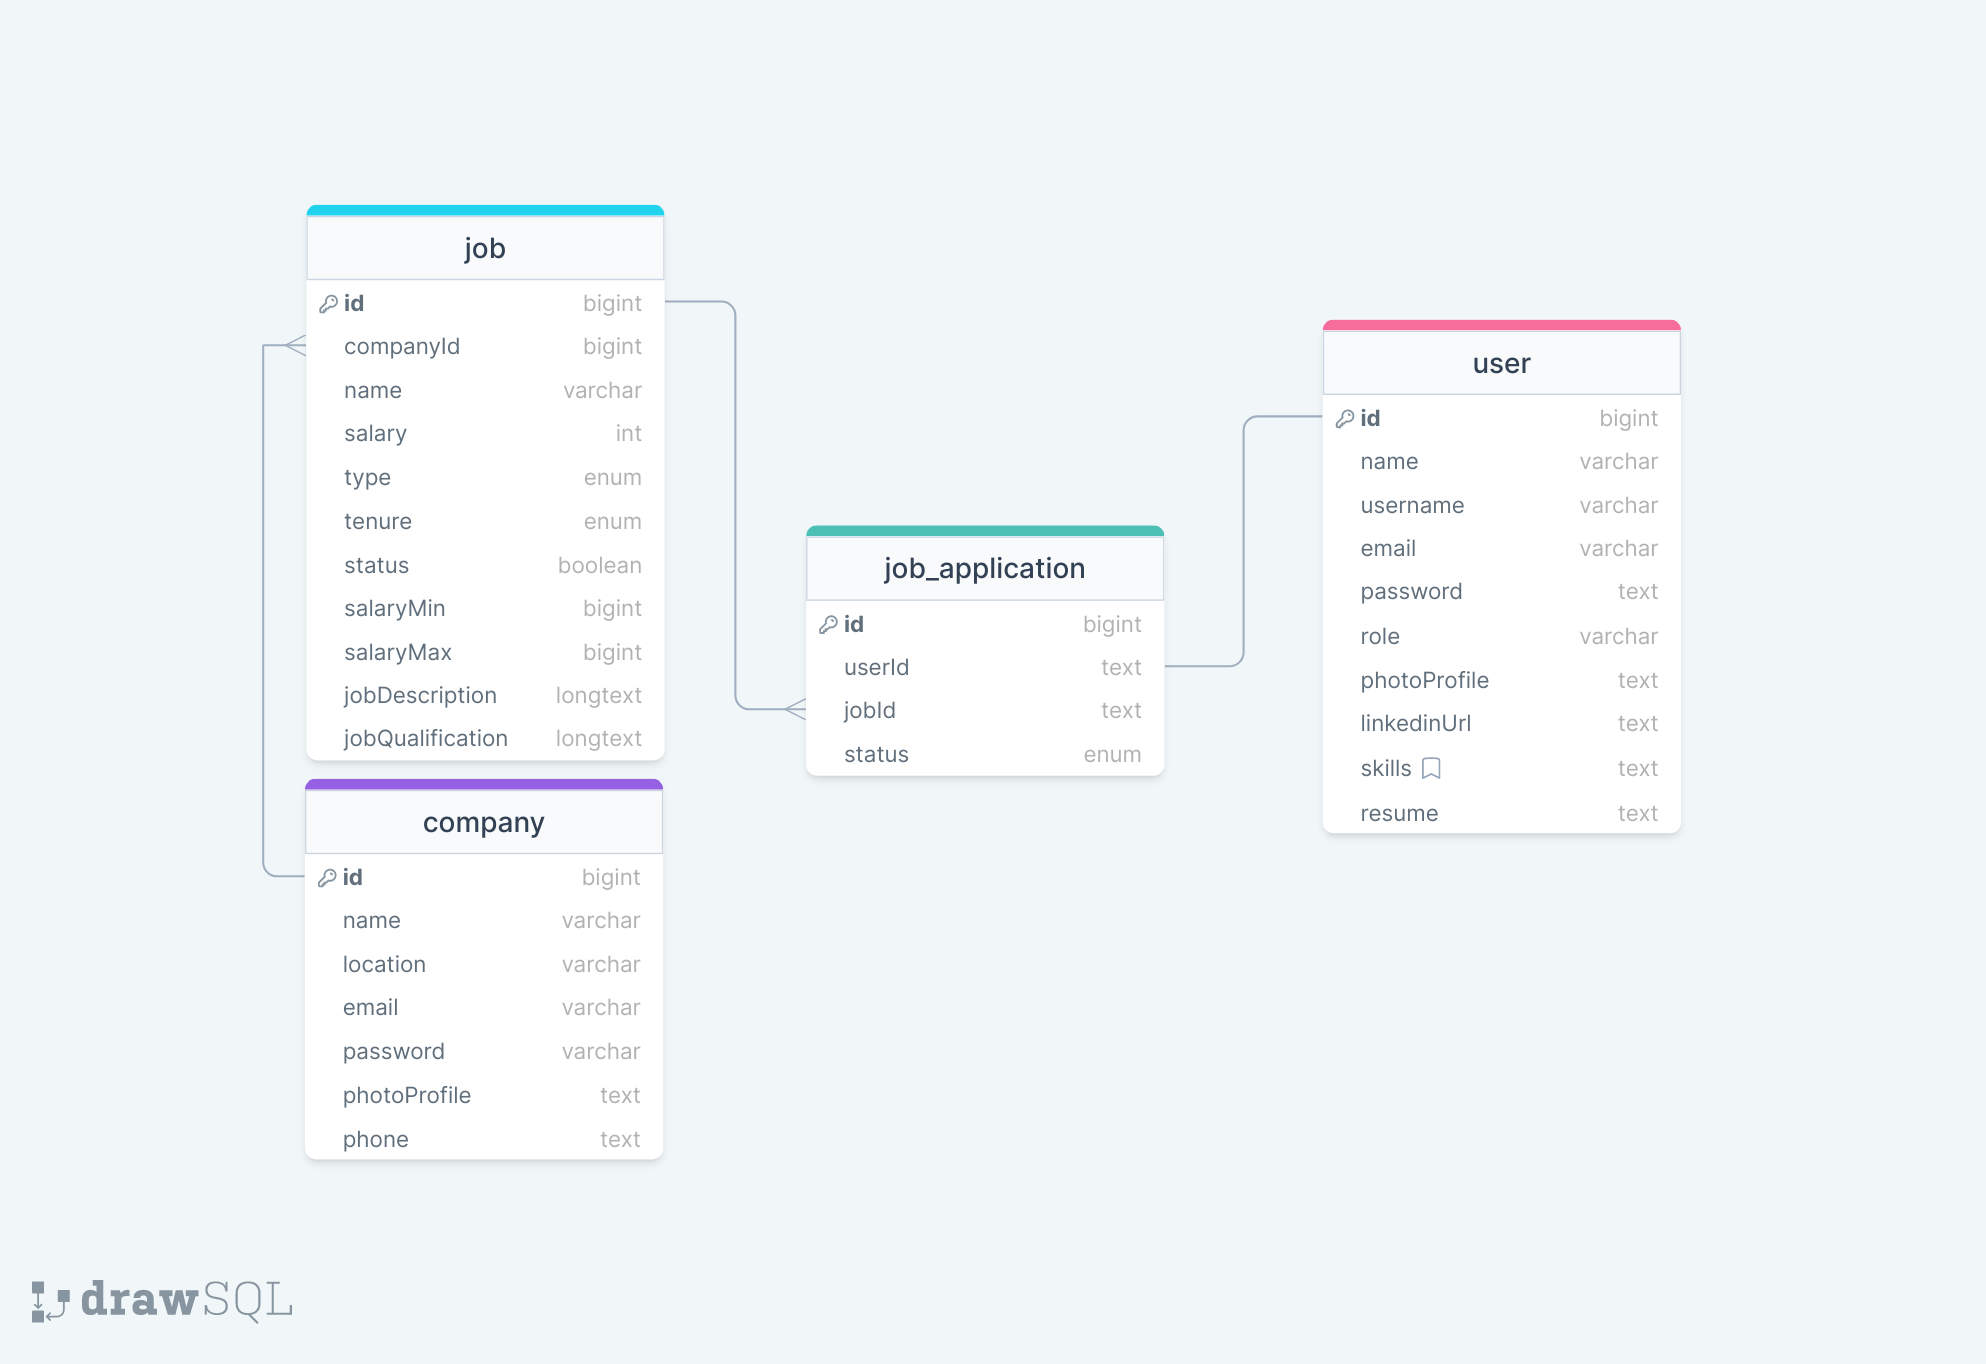 job
id bigint
companyId bigint
name varchar
salary int
type enum
tenure enum
status boolean
salaryMin bigint
salaryMax bigint
jobDescription longtext
jobQualification longtext
company
id bigint
name varchar
location varchar
email varchar
password varchar
photoProfile text
phone text
job_application
id bigint
userId text
jobId text
status enum
user
id bigint
name varchar
username varchar
email varchar
password text
role varchar
photoProfile text
linkedinUrl text
skills text
resume text
drawSQL